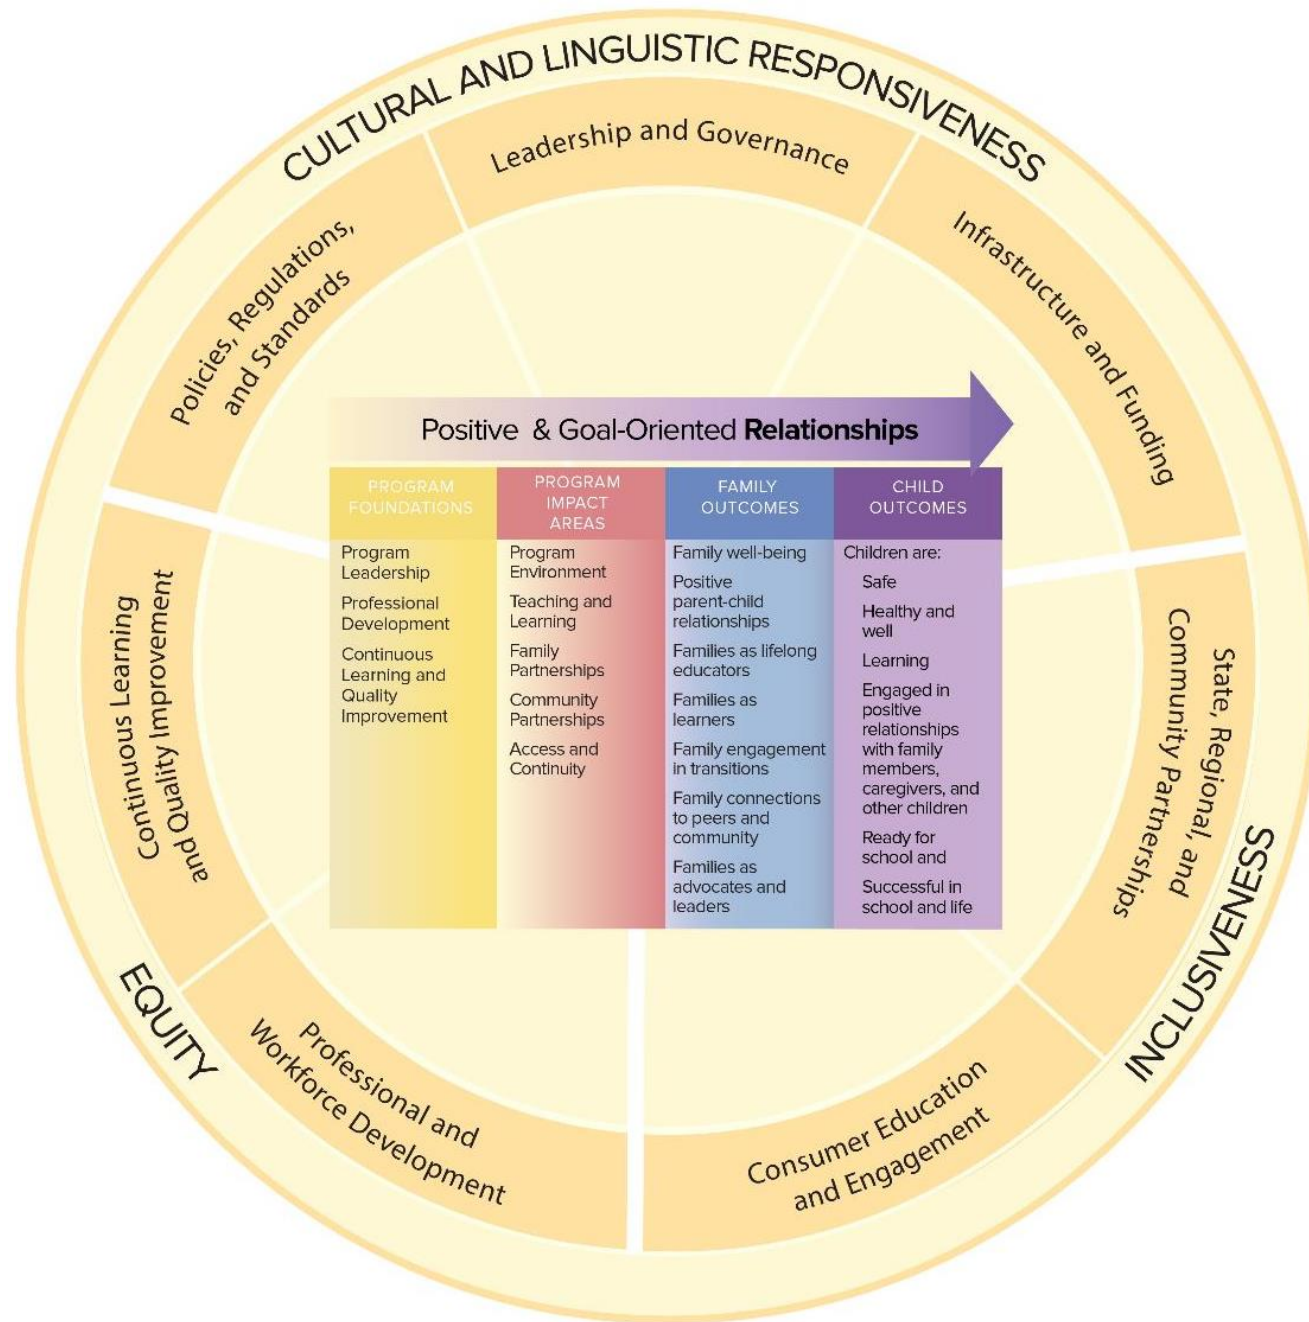 CULTURAL AND LINGUISTIC RESPONSIVENESS
Leadership and Governance
Infrastructure and Funding
State, Regional, and
Community Partnerships
INCLUSIVENESS
Consumer Education
and Engagement
Professional and
Workforce Development
EQUITY
Continuous Learning
and Quality Improvement
Policies, Regulations,
and Standards
Positive & Goal-Oriented Relationships
PROGRAM
FOUNDATIONS
Program
Leadership
Professional
Development
Continuous
Learning and
Quality
Improvement
PROGRAM
IMPACT
AREAS
Program
Environment
Teaching and
Learning
Family
Partnerships
Community
Partnerships
Access and
Continuity
FAMILY
OUTCOMES
Family well-being
Positive
parent-child
relationships
Families as lifelong
educators
Families as
learners
Family engagement
in transitions
Family connections
to peers and
community
Families as
advocates and
leaders
CHILD
OUTCOMES
Children are:
Safe
Healthy and
well
Learning
Engaged in
positive
relationships
with family
members,
caregivers, and
other children
Ready for
school and
Successful in
school and life